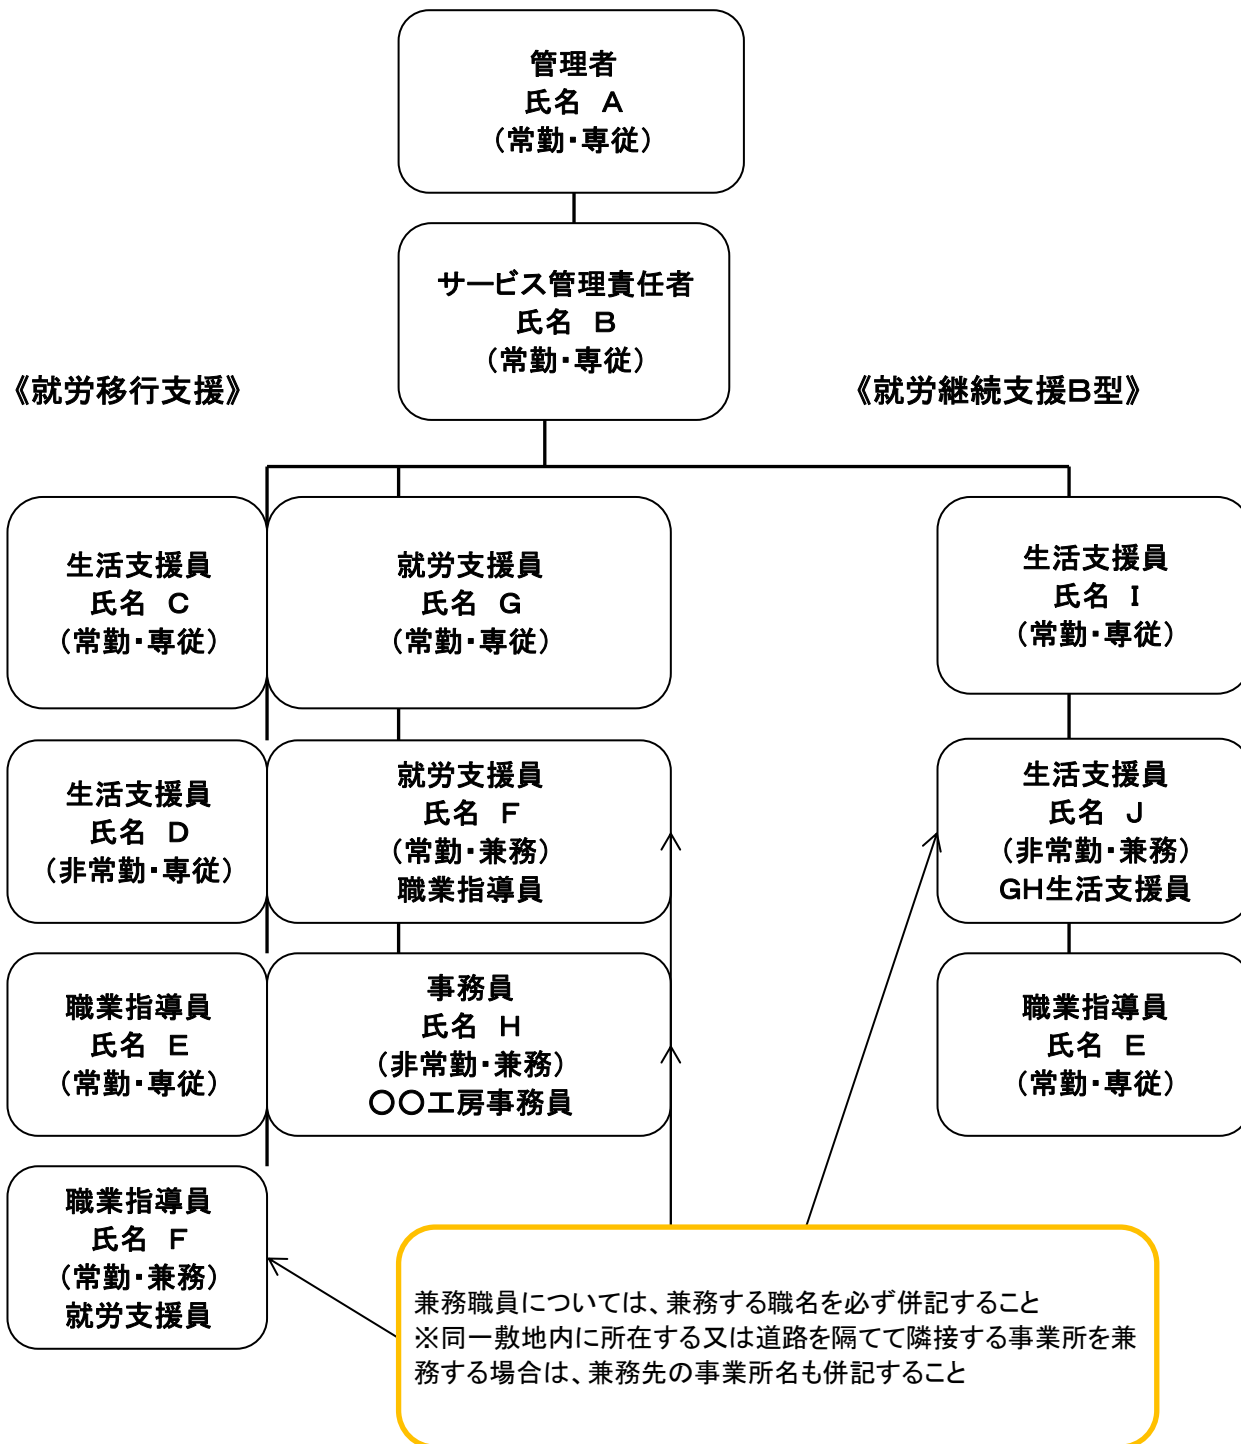 管理者
氏名　A
（常勤・専従）
サービス管理責任者
氏名　B
（常勤・専従）
《就労移行支援》
《就労継続支援B型》
生活支援員
氏名　C
（常勤・専従）
就労支援員
氏名　G
（常勤・専従）
生活支援員
氏名　I
（常勤・専従）
生活支援員
氏名　D
（非常勤・専従）
就労支援員
氏名　F
（常勤・兼務）
職業指導員
生活支援員
氏名　J
（非常勤・兼務）
GH生活支援員
職業指導員
氏名　E
（常勤・専従）
事務員
氏名　H
（非常勤・兼務）
〇〇工房事務員
職業指導員
氏名　E
（常勤・専従）
職業指導員
氏名　F
（常勤・兼務）
就労支援員
兼務職員については、兼務する職名を必ず併記すること
※同一敷地内に所在する又は道路を隔てて隣接する事業所を兼
務する場合は、兼務先の事業所名も併記すること